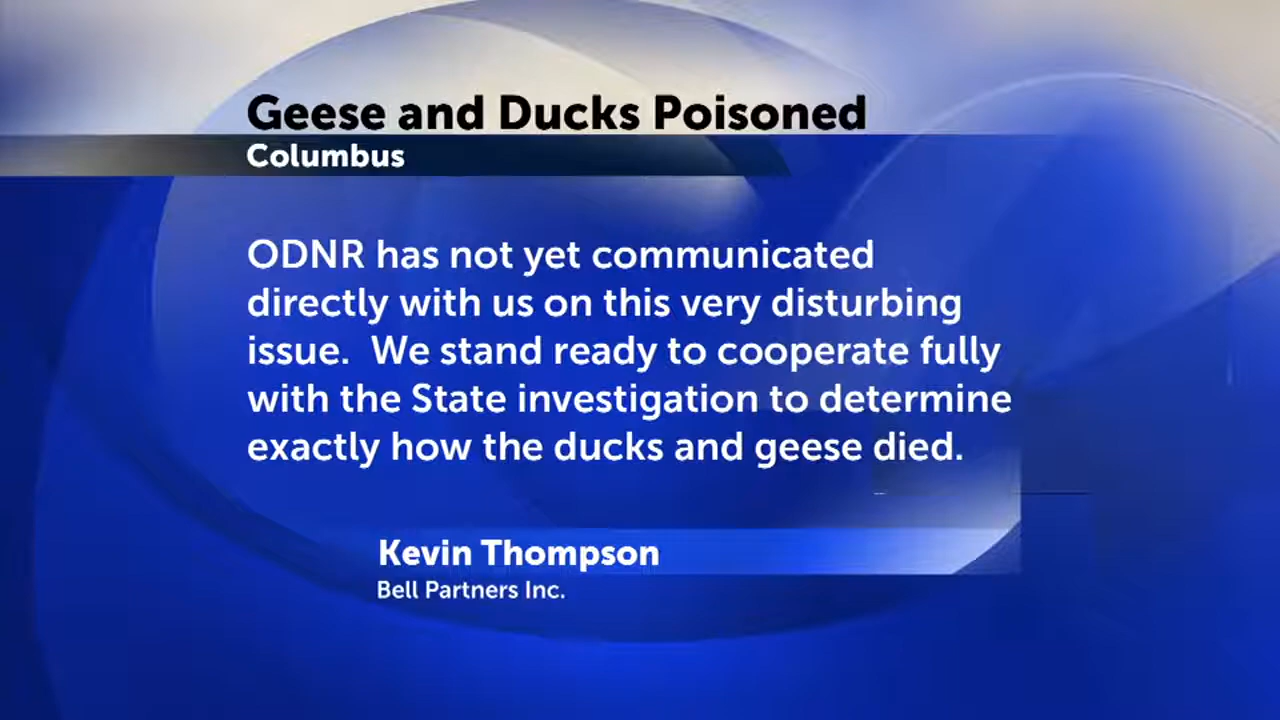 Geese and Ducks Poisoned
Columbus
ODNR has not yet communicated
directly with us on this very disturbing
issue.  We stand ready to cooperate fully
with the State investigation to determine
exactly how the ducks and geese died.
Kevin Thompson
Bell Partners Inc.